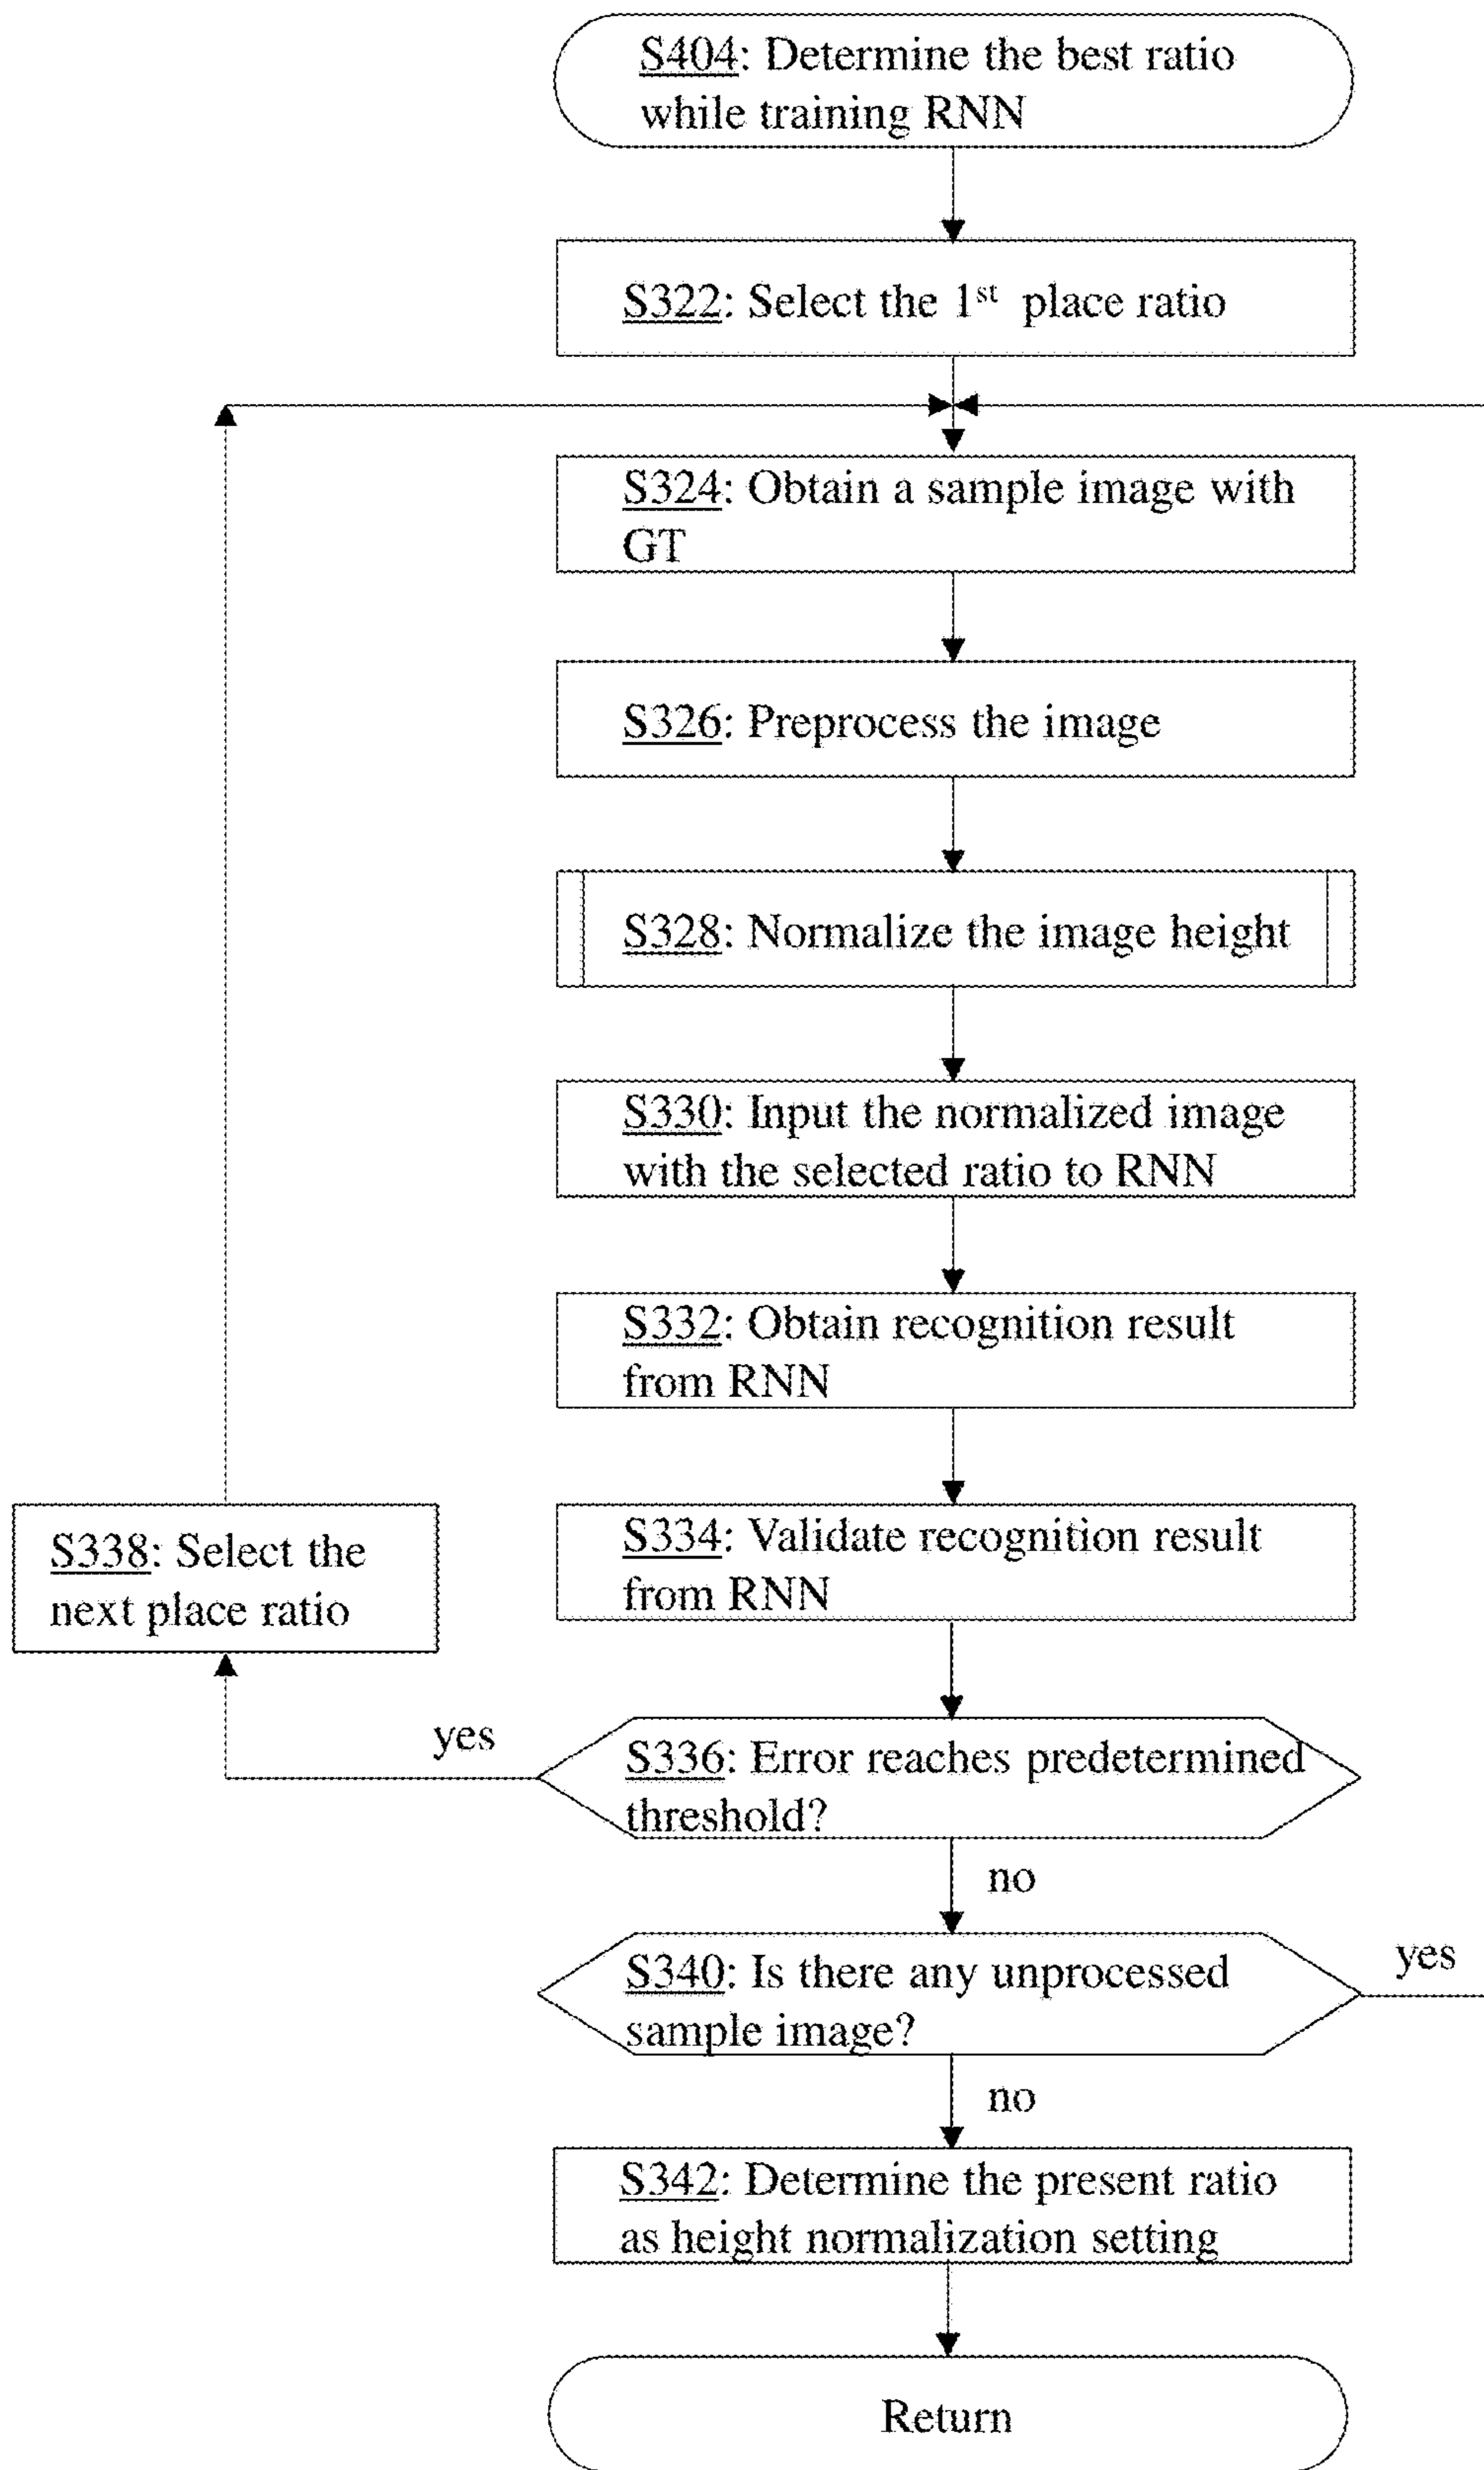 S404: Determine the best ratio
while training RNN
S322: Select the 1st place ratio
S324: Obtain a sample image with
GT
S326: Preprocess the image
S328: Normalize the image height
S330: Input the normalized image
with the selected ratio to RNN
S332: Obtain recognition result
from RNN
S334: Validate recognition result
from RNN
S338: Select the
next place ratio
yes
S336: Error reaches predetermined
threshold?
no
S340: Is there any unprocessed
sample image?
yes
no
S342: Determine the present ratio
as height normalization setting
Return